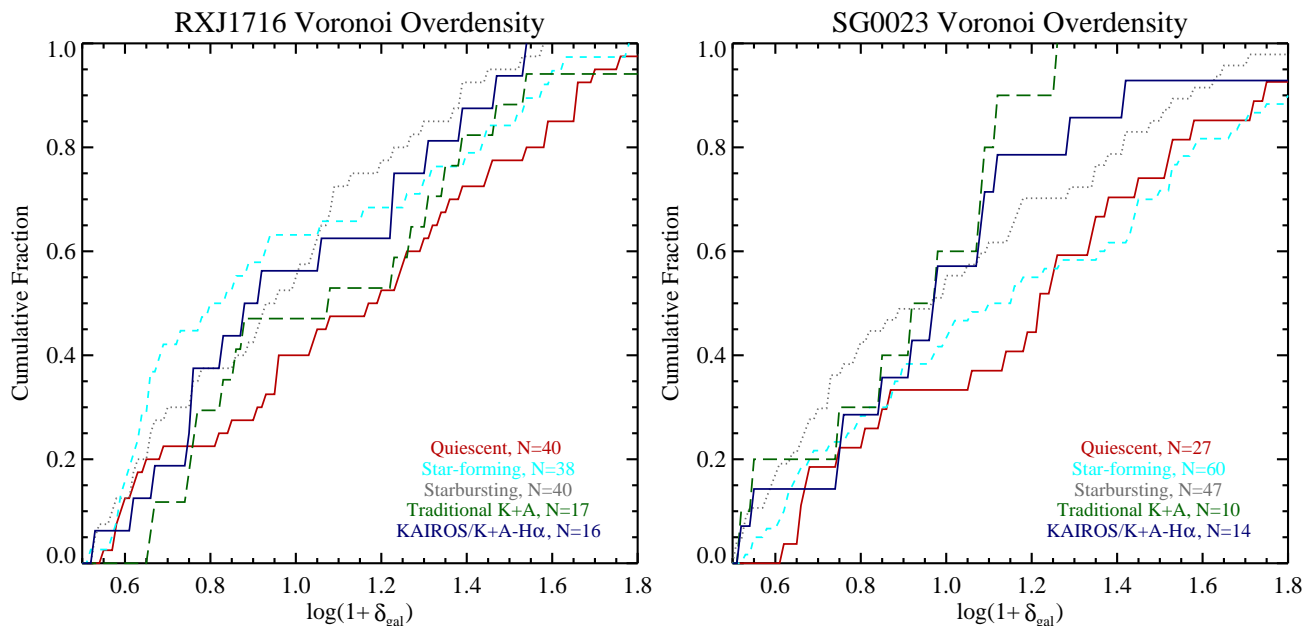 RXJ1716 Voronoi Overdensity
Cumulative Fraction
1.0
0.8
0.6
0.4
0.2
0.0
Quiescent, N=40
Star-forming, N=38
Starbursting, N=40
Traditional K+A, N=17
KAIROS/K+A-Hα, N=16
0.6 0.8 1.0 1.2 1.4 1.6 1.8
log(1+ δgal)
SG0023 Voronoi Overdensity
Cumulative Fraction
1.0
0.8
0.6
0.4
0.2
0.0
Quiescent, N=27
Star-forming, N=60
Starbursting, N=47
Traditional K+A, N=10
KAIROS/K+A-Hα, N=14
0.6 0.8 1.0 1.2 1.4 1.6 1.8
log(1+ δgal)